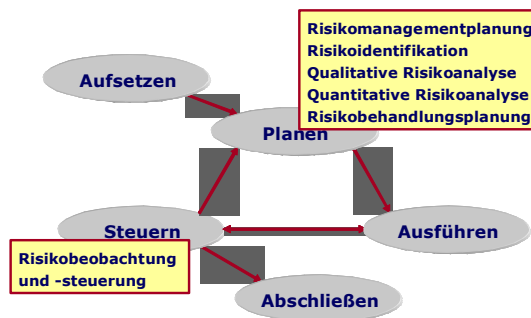 Risikomanagementplanung
Risikoidentifikation
Qualitative Risikoanalyse
Quantitative Risikoanalyse
Risikobehandlungsplanung
Aufsetzen
Planen
Steuern
Ausführen
Risikobeobachtung
und -steuerung
Abschließen